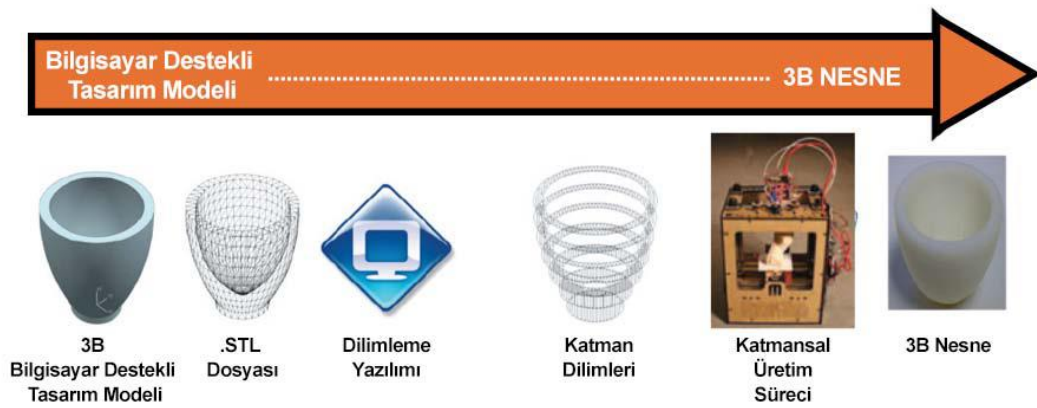 Bilgisayar Destekli
Tasarım Modeli
3B NESNE
3B
Bilgisayar Destekli
Tasarım Modeli
.STL
Dosyası
Dilimleme
Yazılımı
Katman
Dilimleri
Katmansal
Üretim
Süreci
3B Nesne